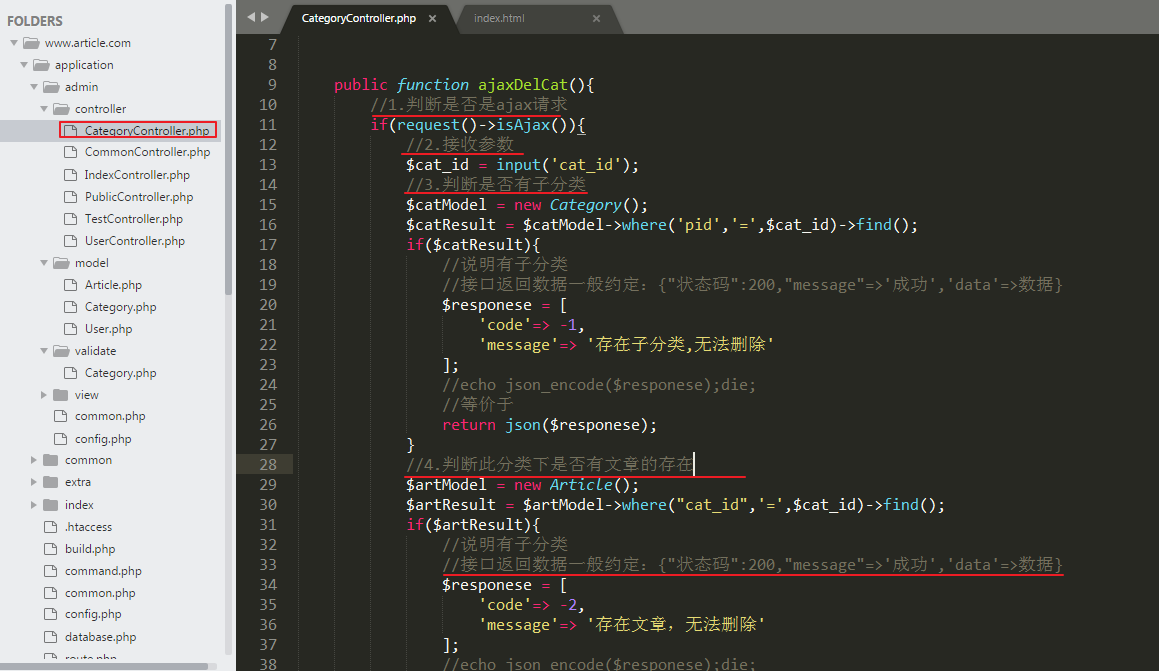 FOLDERS
www.article.com
application
admin
controller
CategoryController.php
CommonController.php
IndexController.php
PublicController.php
TestController.php
UserController.php
model
Article.php
Category.php
User.php
validate
Category.php
view
common.php
config.php
common
extra
index
.htaccess
build.php
command.php
common.php
config.php
database.php
route.php
CategoryController.php ×
index.html ×
7
8
9 public function ajaxDelCat(){
10 //1.判断是否是ajax请求
11 if(request()->isAjax()){
12 //2.接收参数
13 $cat_id = input('cat_id');
14 //3.判断是否有子分类
15 $catModel = new Category();
16 $catResult = $catModel->where('pid','=',$cat_id)->find();
17 if($catResult){
18 //说明有子分类
19 //接口返回数据一般约定：{"状态码":200,"message"=>'成功','data'=>数据}
20 $responese = [
21 'code'=> -1,
22 'message'=> '存在子分类,无法删除'
23 ];
24 //echo json_encode($responese);die;
25 //等价于
26 return json($responese);
27 }
28 //4.判断此分类下是否有文章的存在
29 $artModel = new Article();
30 $artResult = $artModel->where("cat_id",'=',$cat_id)->find();
31 if($artResult){
32 //说明有子分类
33 //接口返回数据一般约定：{"状态码":200,"message"=>'成功','data'=>数据}
34 $responese = [
35 'code'=> -2,
36 'message'=> '存在文章，无法删除'
37 ];
38 //echo json_encode($responese);die;